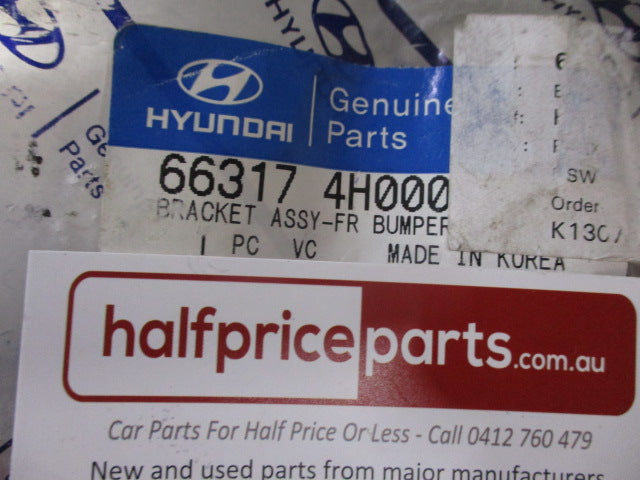 HYUNDAI
Genuine
Parts
66317 4H000
BRACKET ASSY-FR BUMPER
1 PC VC MADE IN KOREA
SW
Order
K130
halfpriceparts.com.au
Car Parts For Half Price Or Less - Call 0412 760 479
New and used parts from major manufacturers